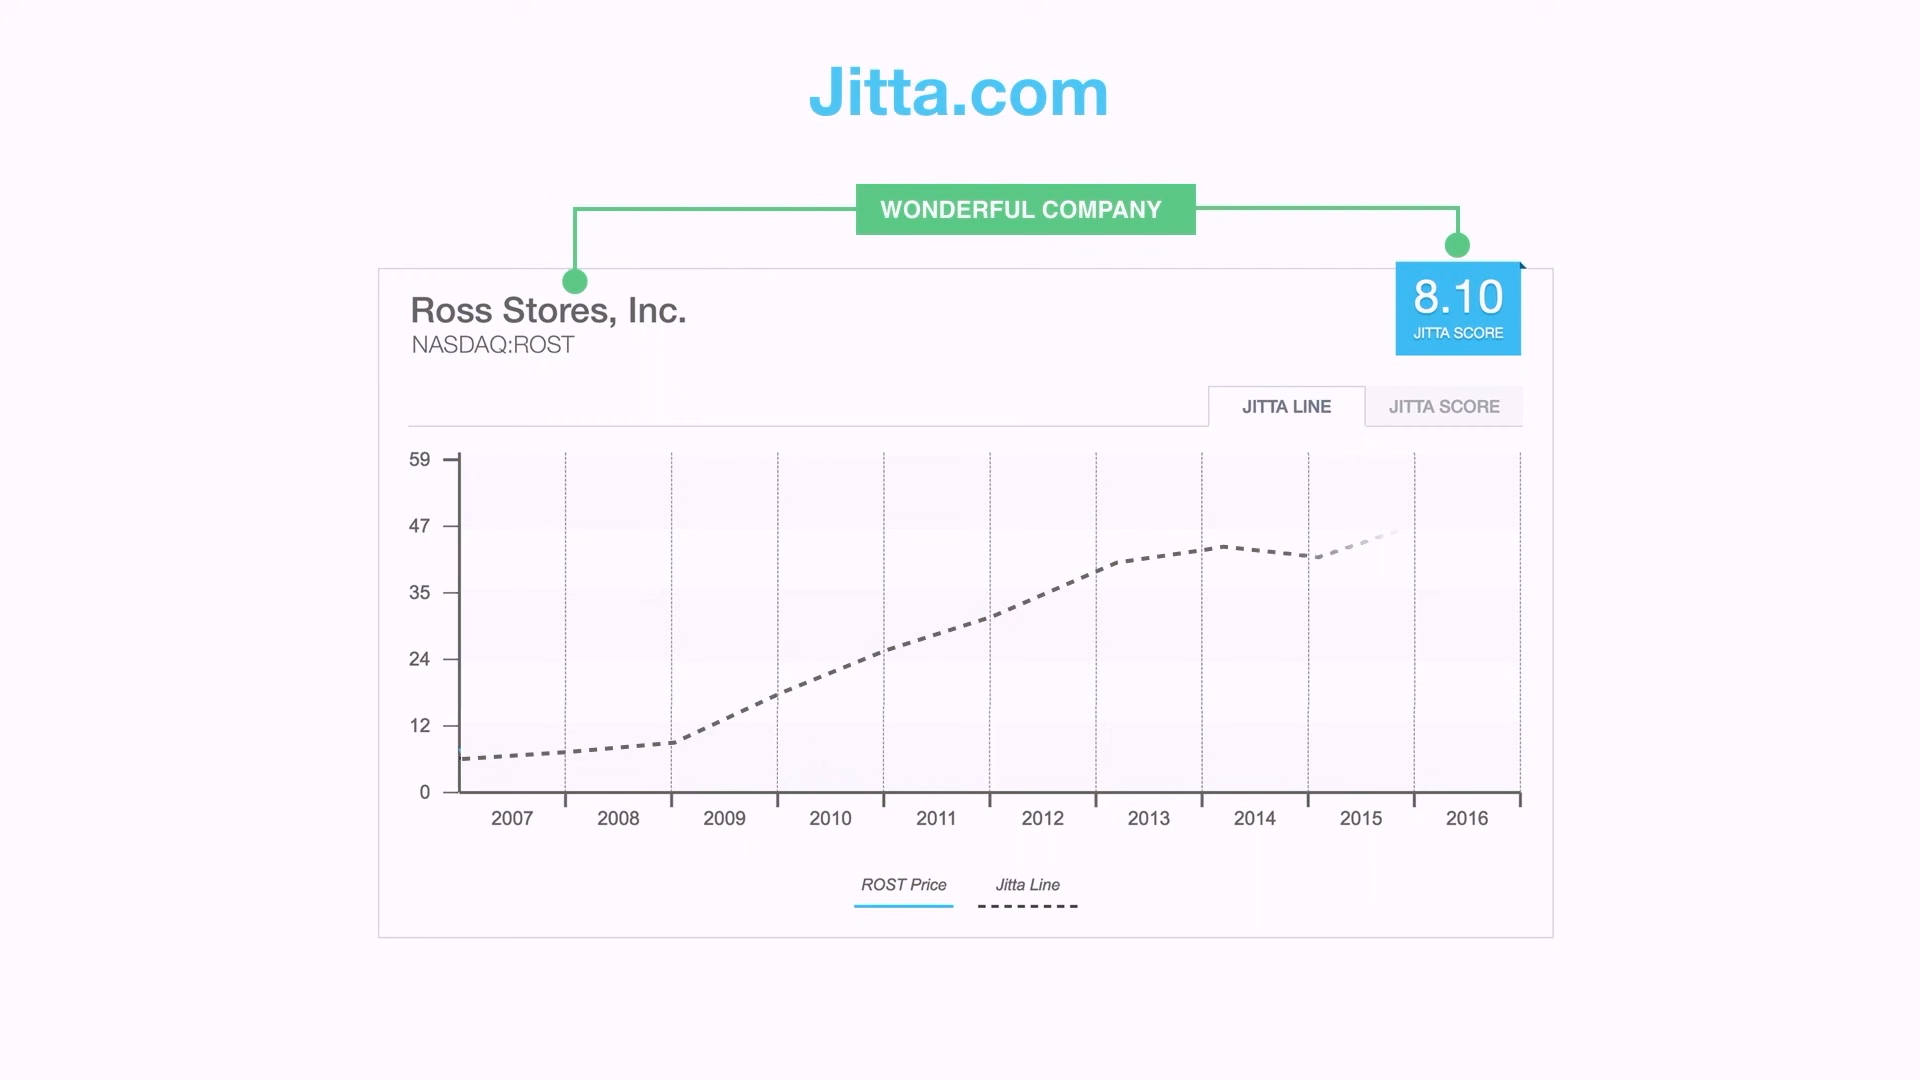 Jitta.com
WONDERFUL COMPANY
Ross Stores, Inc.
NASDAQ:ROST
8.10
JITTA SCORE
JITTA LINE
JITTA SCORE
59
47
35
24
12
0
2007 2008 2009 2010 2011 2012 2013 2014 2015 2016
ROST Price Jitta Line